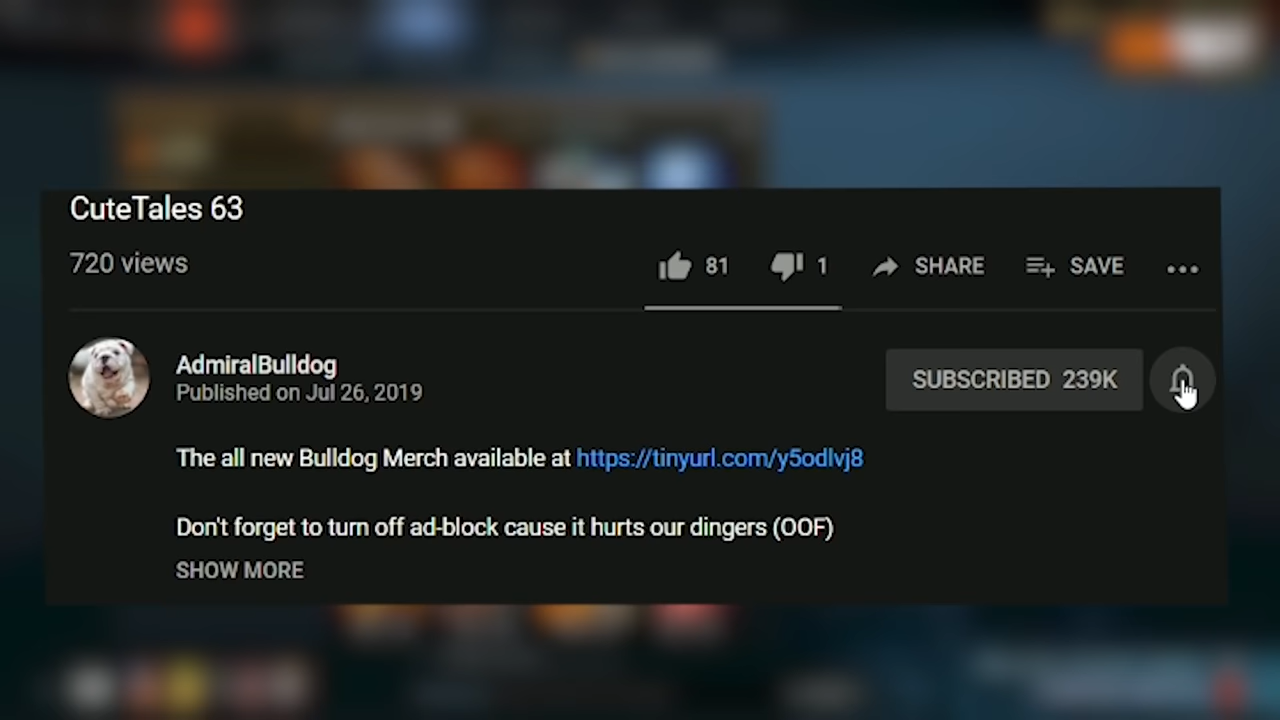 CuteTales 63
720 views
81
1
SHARE
SAVE
AdmiralBulldog
Published on Jul 26, 2019
SUBSCRIBED 239K
The all new Bulldog Merch available at https://tinyurl.com/y5odlvj8
Don't forget to turn off ad-block cause it hurts our dingers (OOF)
SHOW MORE